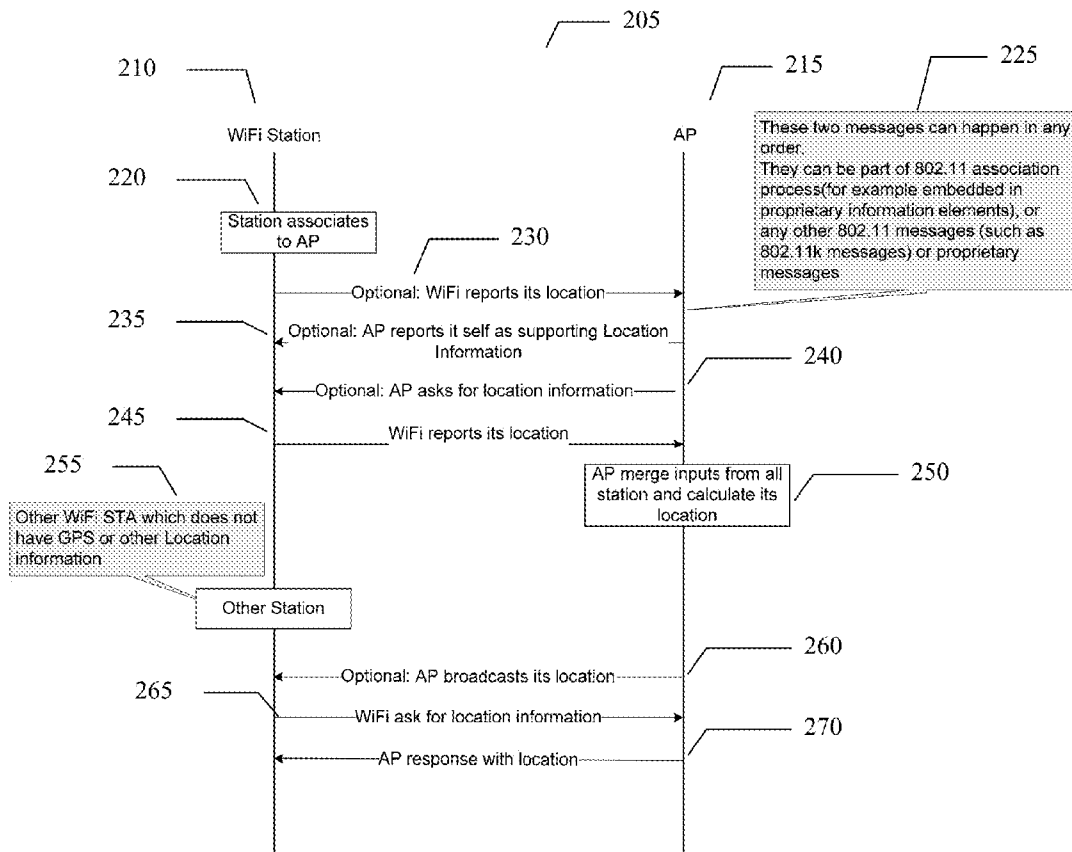 205
210
215
225
WiFi Station
AP
These two messages can happen in any
order.
They can be part of 802.11 association
process(for example embedded in
proprietary information elements), or
any other 802.11 messages (such as
802.11k messages) or proprietary
messages
220
Station associates
to AP
230
Optional: WiFi reports its location
235
Optional: AP reports it self as supporting Location
Information
240
Optional: AP asks for location information
245
WiFi reports its location
255
AP merge inputs from all
station and calculate its
location
250
Other WiFi STA which does not
have GPS or other Location
information
Other Station
260
Optional: AP broadcasts its location
265
WiFi ask for location information
270
AP response with location